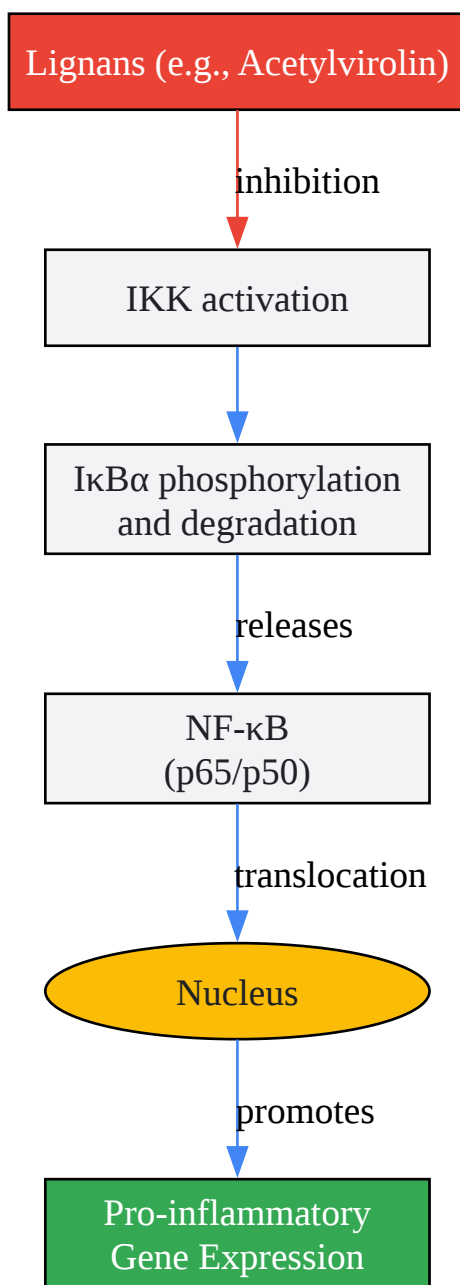 Lignans (e.g., Acetylvirolin)
inhibition
IKK activation
IκBα phosphorylation
and degradation
releases
NF-κB
(p65/p50)
translocation
Nucleus
promotes
Pro-inflammatory
Gene Expression